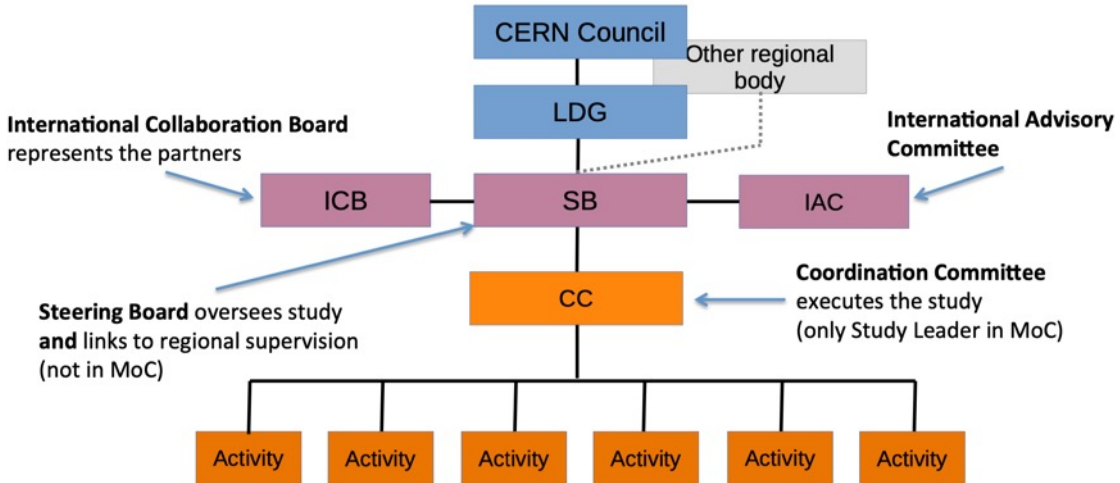 CERN Council
Other regional
body
LDG
International Collaboration Board
represents the partners
International Advisory
Committee
ICB
SB
IAC
Steering Board oversees study
and links to regional supervision
(not in MoC)
CC
Coordination Committee
executes the study
(only Study Leader in MoC)
Activity
Activity
Activity
Activity
Activity
Activity